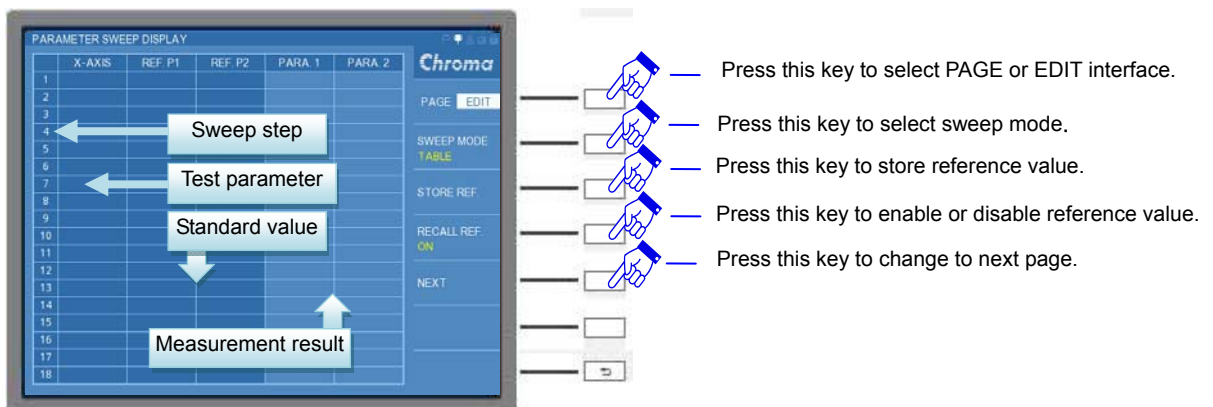 PARAMETER SWEEP DISPLAY
X-AXIS REF. P1 REF. P2 PARA. 1 PARA. 2
1
2
3
4
5
6
7
8
9
10
11
12
13
14
15
16
17
18
Sweep step
Test parameter
Standard value
Measurement result
Chroma
PAGE EDIT
SWEEP MODE
TABLE
STORE REF.
RECALL REF.
ON
NEXT
Press this key to select PAGE or EDIT interface.
Press this key to select sweep mode.
Press this key to store reference value.
Press this key to enable or disable reference value.
Press this key to change to next page.